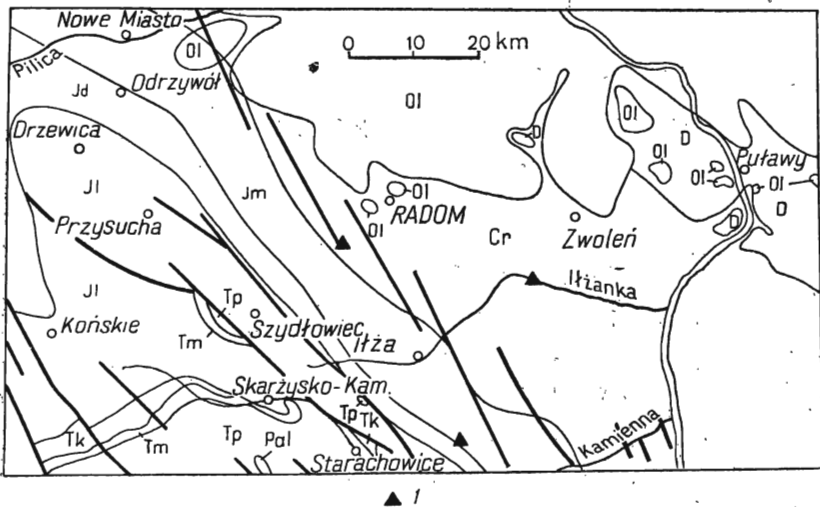 Nowe Miasto
0 10 20 km
Ol
Pilica
Odrzywół
Jd
Ol
Ol
D
D
Drzewica
Ol
Puławy
Jl
Jm
Ol
Ol
Ol
RADOM
D
Przysucha
Ol
Cr
Zwoleń
D
Jl
Tp
Iłżanka
Końskie
Szydłowiec
Tm
Iłża
Skarżysko-Kam.
Tp
Tk
Kamienna
Tk
Tm
Tp
Pal
Starachowice
1